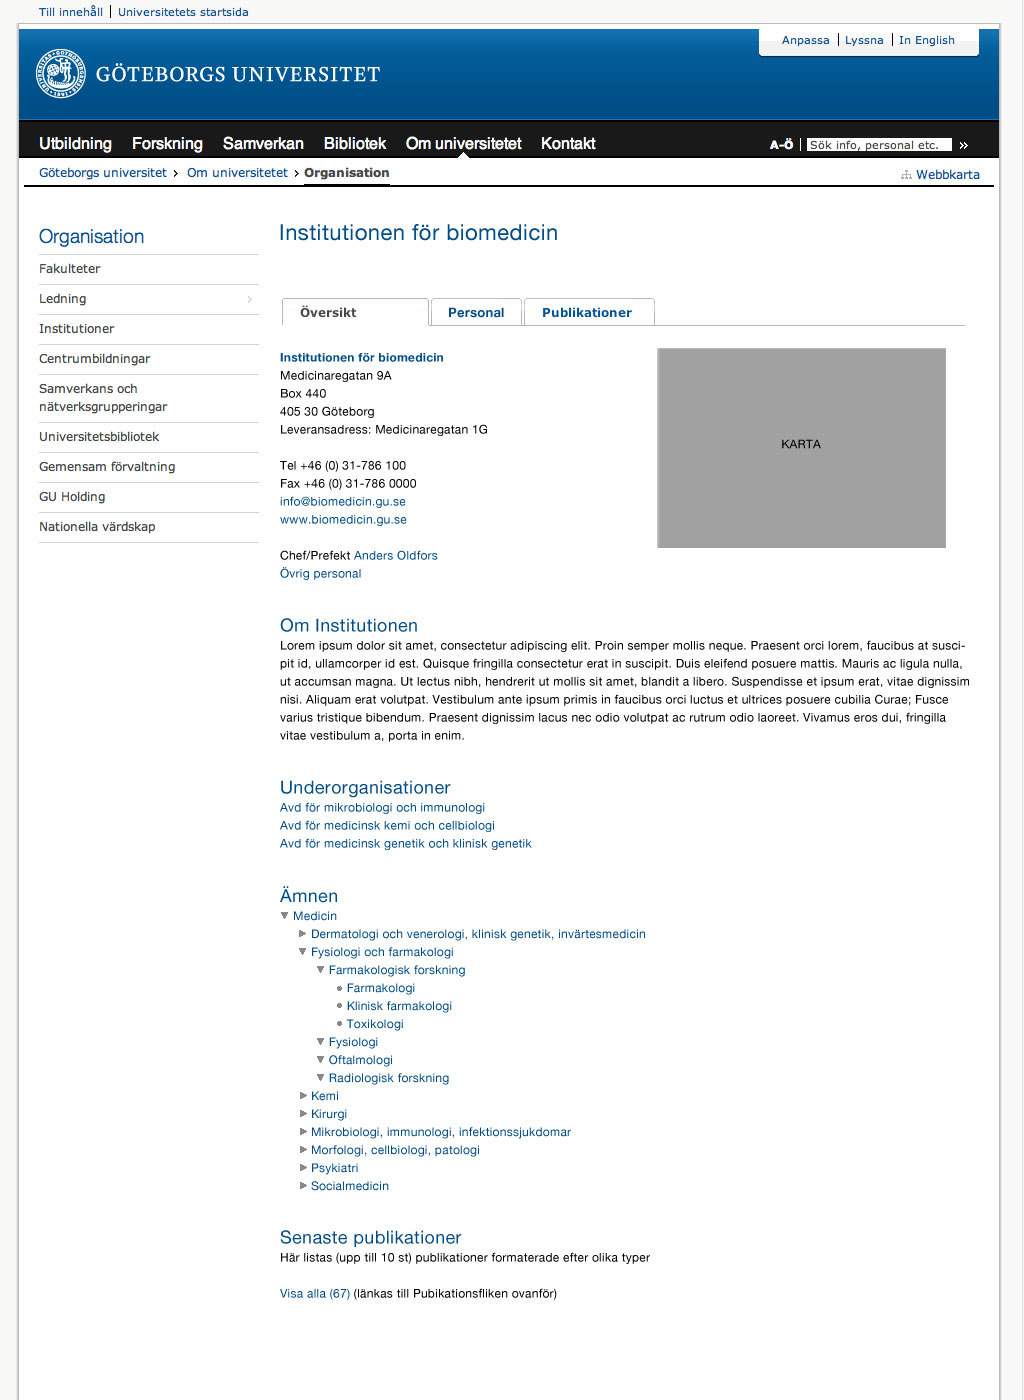 Till innehåll | Universitetets startsida
Anpassa | Lyssna | In English
GÖTEBORGS UNIVERSITET
Utbildning Forskning Samverkan Bibliotek Om universitetet Kontakt A-Ö | Sök info, personal etc. »
Göteborgs universitet › Om universitetet › Organisation Webbkarta
Organisation
Fakulteter
Ledning
Institutioner
Centrumbildningar
Samverkans och
nätverksgrupperingar
Universitetsbibliotek
Gemensam förvaltning
GU Holding
Nationella värdskap
Institutionen för biomedicin
Översikt Personal Publikationer
Institutionen för biomedicin
Medicinaregatan 9A
Box 440
405 30 Göteborg
Leveransadress: Medicinaregatan 1G
Tel +46 (0) 31-786 100
Fax +46 (0) 31-786 0000
info@biomedicin.gu.se
www.biomedicin.gu.se
Chef/Prefekt Anders Oldfors
Övrig personal
KARTA
Om Institutionen
Lorem ipsum dolor sit amet, consectetur adipiscing elit. Proin semper mollis neque. Praesent orci lorem, faucibus at susci-
pit id, ullamcorper id est. Quisque fringilla consectetur erat in suscipit. Duis eleifend posuere mattis. Mauris ac ligula nulla,
ut accumsan magna. Ut lectus nibh, hendrerit ut mollis sit amet, blandit a libero. Suspendisse et ipsum erat, vitae dignissim
nisi. Aliquam erat volutpat. Vestibulum ante ipsum primis in faucibus orci luctus et ultrices posuere cubilia Curae; Fusce
varius tristique bibendum. Praesent dignissim lacus nec odio volutpat ac rutrum odio laoreet. Vivamus eros dui, fringilla
vitae vestibulum a, porta in enim.
Underorganisationer
Avd för mikrobiologi och immunologi
Avd för medicinsk kemi och cellbiologi
Avd för medicinsk genetik och klinisk genetik
Ämnen
Medicin
Dermatologi och venerologi, klinisk genetik, invärtesmedicin
Fysiologi och farmakologi
Farmakologisk forskning
Farmakologi
Klinisk farmakologi
Toxikologi
Fysiologi
Oftalmologi
Radiologisk forskning
Kemi
Kirurgi
Mikrobiologi, immunologi, infektionssjukdomar
Morfologi, cellbiologi, patologi
Psykiatri
Socialmedicin
Senaste publikationer
Här listas (upp till 10 st) publikationer formaterade efter olika typer
Visa alla (67) (länkas till Pubikationsfliken ovanför)